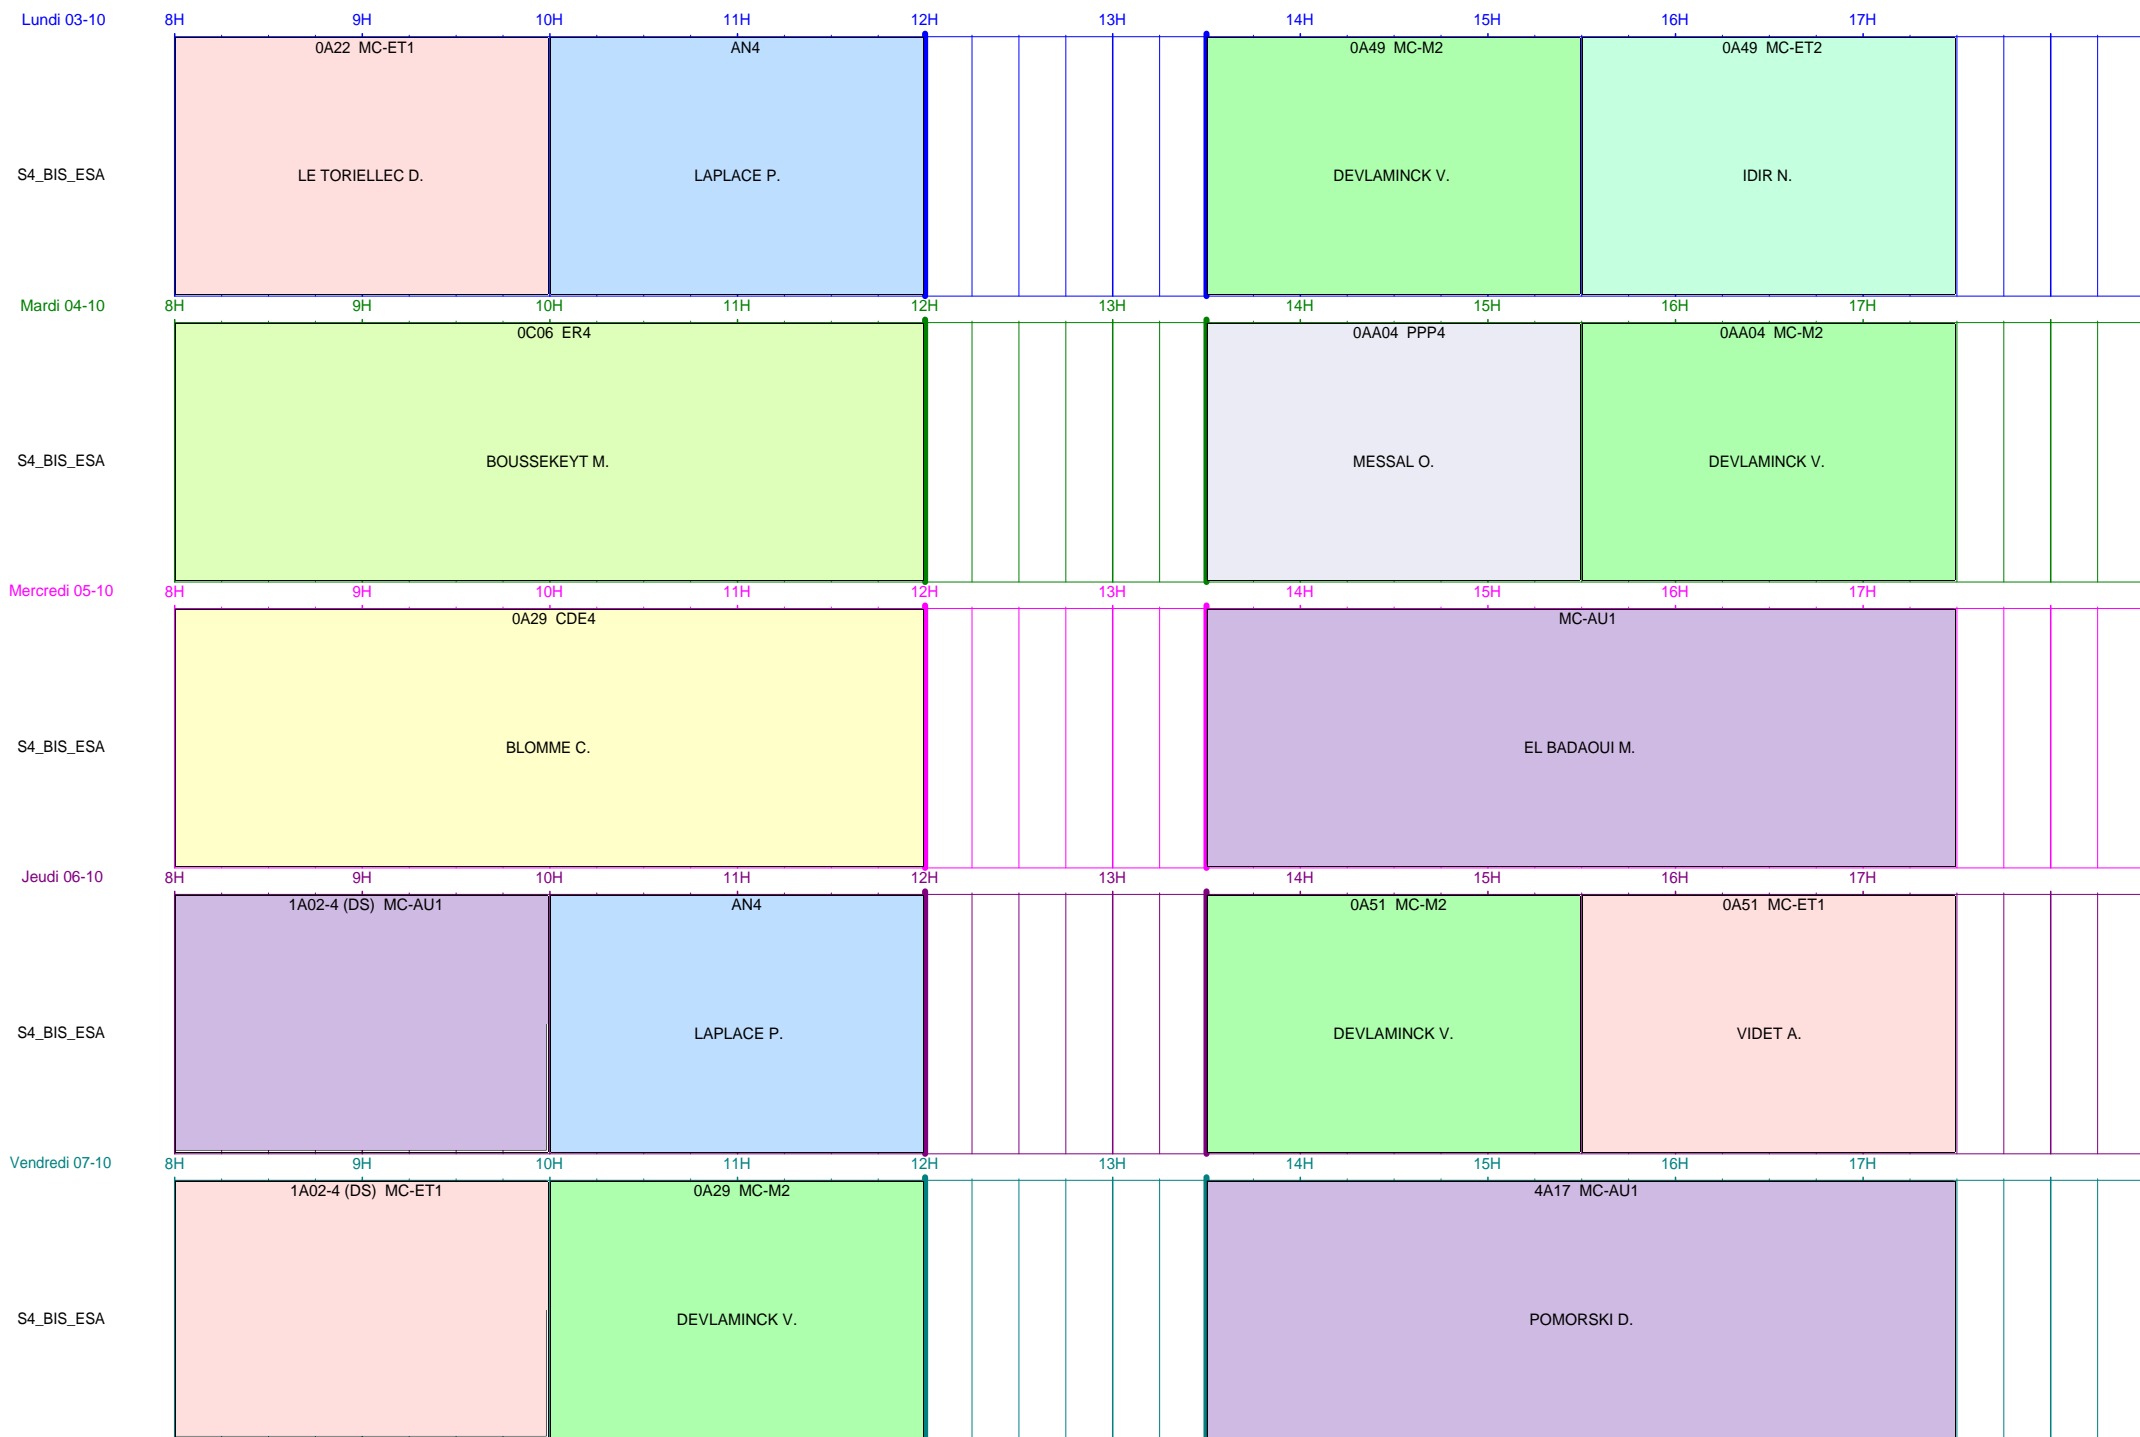 Lundi 03-10 8H 9H 10H 11H 12H 13H 14H 15H 16H 17H
0A22 MC-ET1 AN4 0A49 MC-M2 0A49 MC-ET2
S4_BIS_ESA LE TORIELLEC D. LAPLACE P. DEVLAMINCK V. IDIR N.
Mardi 04-10 8H 9H 10H 11H 12H 13H 14H 15H 16H 17H
0C06 ER4 0AA04 PPP4 0AA04 MC-M2
S4_BIS_ESA BOUSSEKEYT M. MESSAL O. DEVLAMINCK V.
Mercredi 05-10 8H 9H 10H 11H 12H 13H 14H 15H 16H 17H
0A29 CDE4 MC-AU1
S4_BIS_ESA BLOMME C. EL BADAOUI M.
Jeudi 06-10 8H 9H 10H 11H 12H 13H 14H 15H 16H 17H
1A02-4 (DS) MC-AU1 AN4 0A51 MC-M2 0A51 MC-ET1
S4_BIS_ESA LAPLACE P. DEVLAMINCK V. VIDET A.
Vendredi 07-10 8H 9H 10H 11H 12H 13H 14H 15H 16H 17H
1A02-4 (DS) MC-ET1 0A29 MC-M2 4A17 MC-AU1
S4_BIS_ESA DEVLAMINCK V. POMORSKI D.